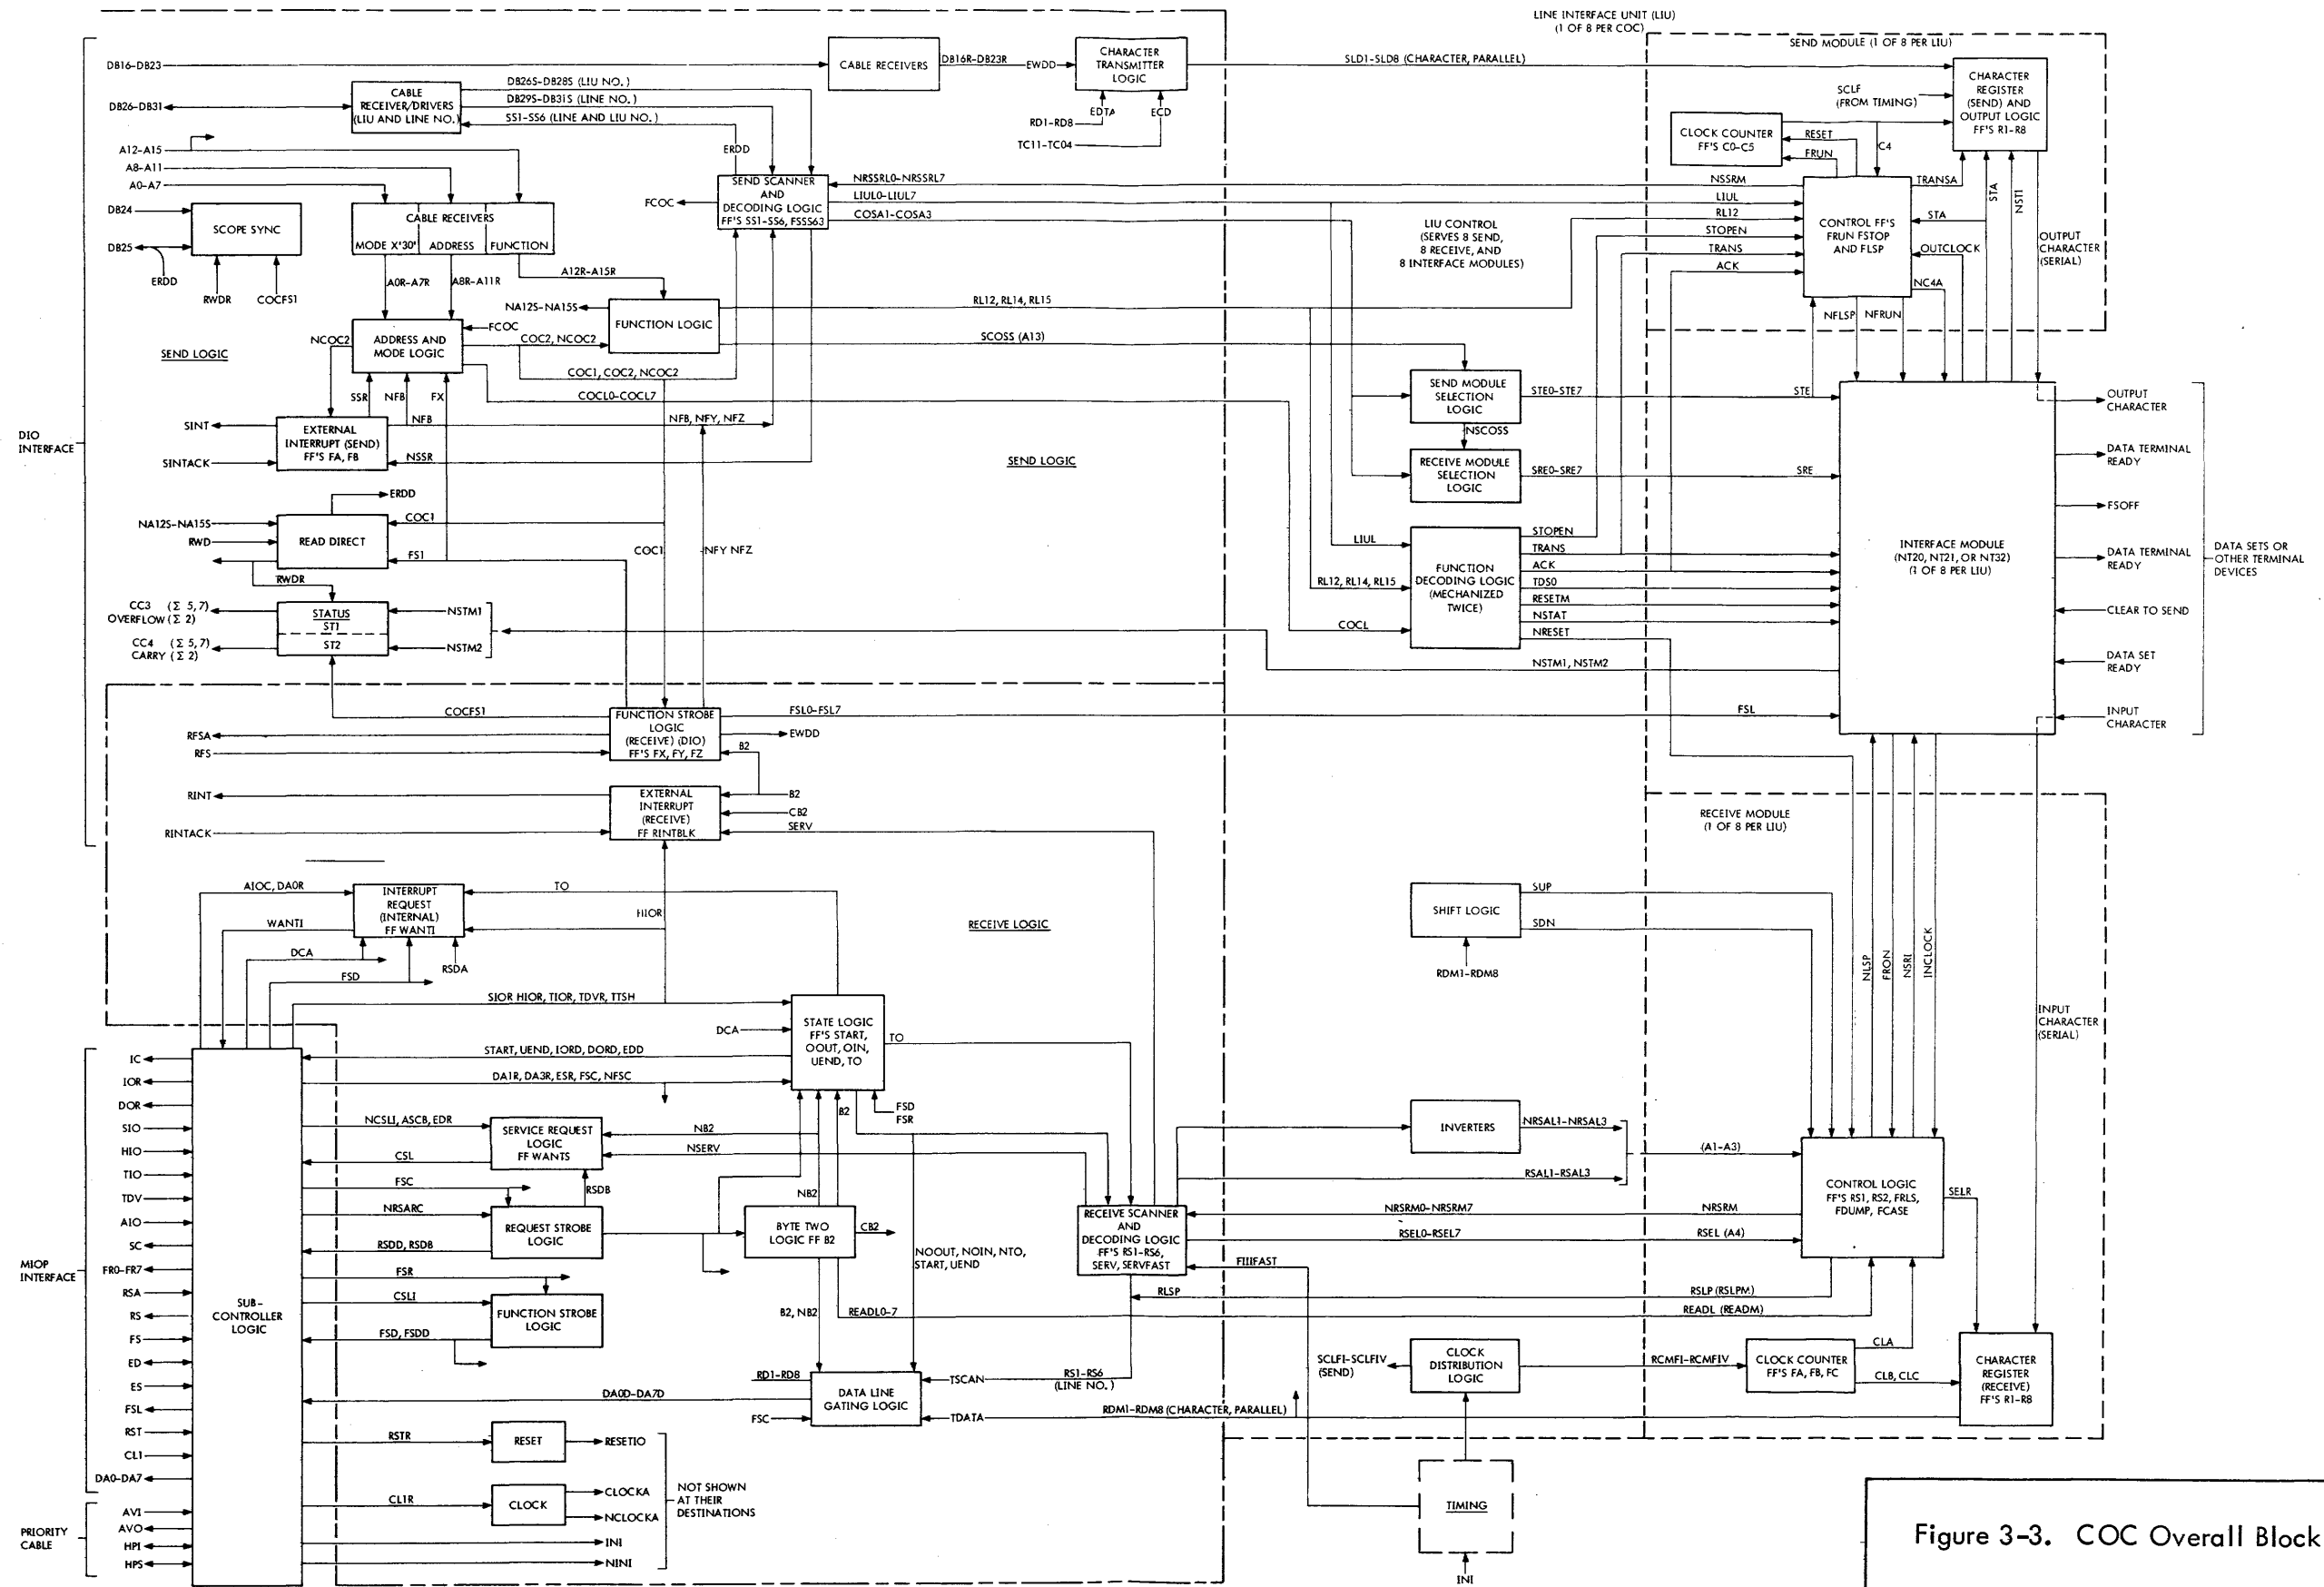 LINE INTERFACE UNIT (LIU)
(1 OF 8 PER COC)
SEND MODULE (1 OF 8 PER LIU)
DB16-DB23
CABLE RECEIVERS
DB16R-DB23R
EWDD
CHARACTER
TRANSMITTER
LOGIC
SLD1-SLD8 (CHARACTER, PARALLEL)
CHARACTER
REGISTER
(SEND) AND
OUTPUT LOGIC
FF'S R1-R8
SCLF
(FROM TIMING)
DB26-DB31
CABLE
RECEIVER/DRIVERS
(LIU AND LINE NO.)
DB26S-DB28S (LIU NO.)
DB29S-DB31S (LINE NO.)
SS1-SS6 (LINE AND LIU NO.)
EDTA
ECD
RD1-RD8
TC11-TC04
ERDD
CLOCK COUNTER
FF'S C0-C5
RESET
FRUN
C4
A12-A15
A8-A11
A0-A7
DB24
DB25
SCOPE SYNC
ERDD
RWDR
COCFS1
CABLE RECEIVERS
MODE X'30'
ADDRESS
FUNCTION
FCOC
SEND SCANNER
AND
DECODING LOGIC
FF'S SS1-SS6, FSSS63
NRSSRL0-NRSSRL7
LIUL0-LIUL7
COSA1-COSA3
NSSRM
LIUL
RL12
STOPEN
TRANS
ACK
LIU CONTROL
(SERVES 8 SEND,
8 RECEIVE, AND
8 INTERFACE MODULES)
CONTROL FF'S
FRUN FSTOP
AND FLSP
TRANSA
STA
STA
NSTI
OUTCLOCK
NC4A
NFLSP
NFRUN
OUTPUT
CHARACTER
(SERIAL)
A0R-A7R
A8R-A11R
A12R-A15R
NA12S-NA15S
FUNCTION LOGIC
RL12, RL14, RL15
SCOSS (A13)
SEND LOGIC
NCOC2
ADDRESS AND
MODE LOGIC
FCOC
COC2, NCOC2
COC1, COC2, NCOC2
COCL0-COCL7
SSR
NFB
FX
DIO
INTERFACE
SINT
SINTACK
EXTERNAL
INTERRUPT (SEND)
FF'S FA, FB
NFB
NFB, NFY, NFZ
NSSR
SEND LOGIC
SEND MODULE
SELECTION
LOGIC
STE0-STE7
STE
NSCOSS
RECEIVE MODULE
SELECTION
LOGIC
SRE0-SRE7
SRE
OUTPUT
CHARACTER
DATA TERMINAL
READY
FSOFF
DATA TERMINAL
READY
CLEAR TO SEND
DATA SET
READY
INPUT
CHARACTER
DATA SETS OR
OTHER TERMINAL
DEVICES
INTERFACE MODULE
(NT20, NT21, OR NT32)
(1 OF 8 PER LIU)
ERDD
NA12S-NA15S
RWD
READ DIRECT
COC1
FS1
RWDR
COC1
NFY NFZ
LIUL
RL12, RL14, RL15
COCL
FUNCTION
DECODING LOGIC
(MECHANIZED
TWICE)
STOPEN
TRANS
ACK
TDS0
RESETM
NSTAT
NRESET
CC3 (Σ 5,7)
OVERFLOW (Σ 2)
CC4 (Σ 5,7)
CARRY (Σ 2)
STATUS
ST1
ST2
NSTM1
NSTM2
NSTM1, NSTM2
COCFS1
RFSA
RFS
FUNCTION STROBE
LOGIC
(RECEIVE) (DIO)
FF'S FX, FY, FZ
FSL0-FSL7
FSL
EWDD
B2
RINT
RINTACK
EXTERNAL
INTERRUPT
(RECEIVE)
FF RINTBLK
B2
CB2
SERV
RECEIVE MODULE
(1 OF 8 PER LIU)
AIOC, DA0R
INTERRUPT
REQUEST
(INTERNAL)
FF WANTI
TO
HIOR
WANTI
DCA
FSD
RSDA
RECEIVE LOGIC
SHIFT LOGIC
SUP
SDN
RDM1-RDM8
NLSP
FRON
NSRI
INCLOCK
INPUT
CHARACTER
(SERIAL)
SIOR HIOR, TIOR, TDVR, TTSH
DCA
STATE LOGIC
FF'S START,
OOUT, OIN,
UEND, TO
TO
START, UEND, IORD, DORD, EDD
DA1R, DA3R, ESR, FSC, NFSC
MIOP
INTERFACE
IC
IOR
DOR
SIO
HIO
TIO
TDV
AIO
SC
FR0-FR7
RSA
RS
FS
ED
ES
FSL
RST
CL1
DA0-DA7
PRIORITY
CABLE
AVI
AVO
HPI
HPS
SUB-
CONTROLLER
LOGIC
NCSLI, ASCB, EDR
SERVICE REQUEST
LOGIC
FF WANTS
CSL
NB2
NSERV
B2
FSD
FSR
FSC
RSDB
NB2
NRSARC
REQUEST STROBE
LOGIC
RSDD, RSDB
BYTE TWO
LOGIC FF B2
CB2
NOOUT, NOIN, NTO,
START, UEND
RECEIVE SCANNER
AND
DECODING LOGIC
FF'S RS1-RS6,
SERV, SERVFAST
INVERTERS
NRSAL1-NRSAL3
RSAL1-RSAL3
(A1-A3)
NRSRM0-NRSRM7
NRSRM
RSEL0-RSEL7
RSEL (A4)
CONTROL LOGIC
FF'S RS1, RS2, FRLS,
FDUMP, FCASE
SELR
FSR
CSLI
FUNCTION STROBE
LOGIC
FSD, FSDD
B2, NB2
READL0-7
FIIIFAST
RLSP
RSLP (RSLPM)
READL (READM)
RD1-RD8
DA0D-DA7D
DATA LINE
GATING LOGIC
FSC
TSCAN
RS1-RS6
(LINE NO.)
TDATA
RDM1-RDM8 (CHARACTER, PARALLEL)
SCLFI-SCLFIV
(SEND)
CLOCK
DISTRIBUTION
LOGIC
RCMFI-RCMFIV
CLOCK COUNTER
FF'S FA, FB, FC
CLA
CLB, CLC
CHARACTER
REGISTER
(RECEIVE)
FF'S R1-R8
RSTR
RESET
RESETIO
CL1R
CLOCK
CLOCKA
NCLOCKA
INI
NINI
NOT SHOWN
AT THEIR
DESTINATIONS
TIMING
INI
Figure 3-3. COC Overall Block